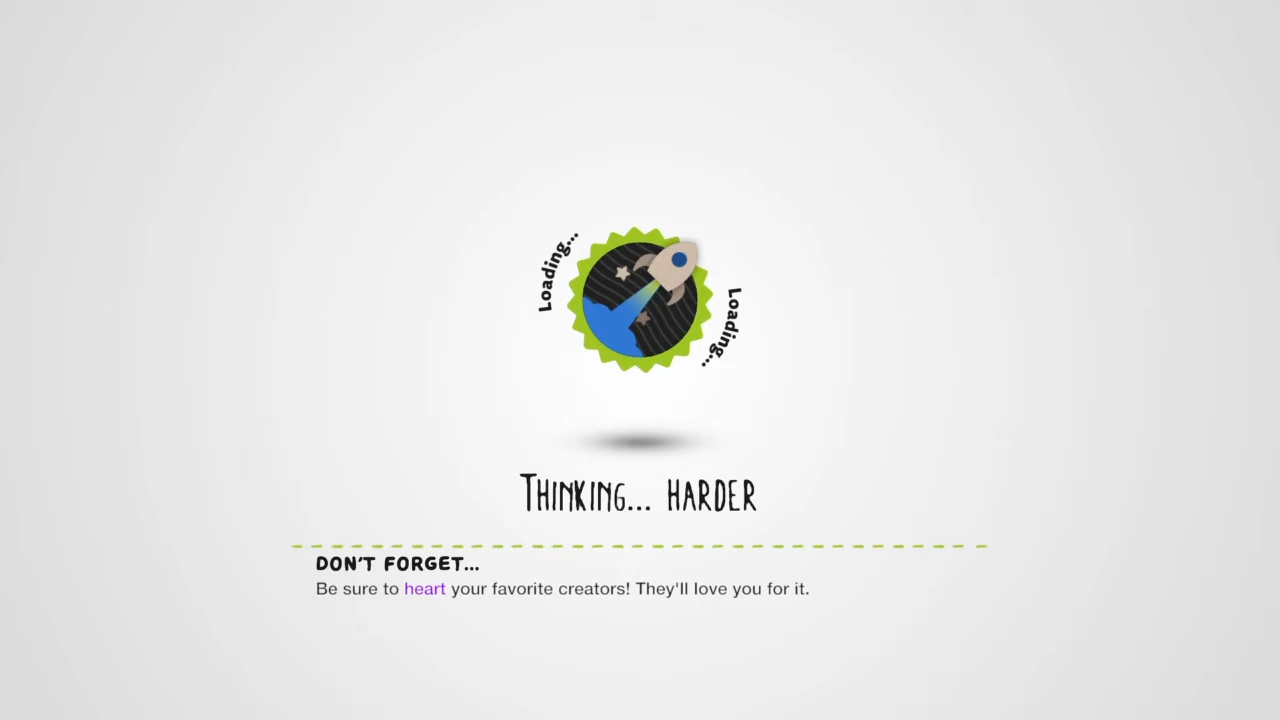 Loading...
Loading...
THINKING... HARDER
DON'T FORGET...
Be sure to heart your favorite creators! They'll love you for it.